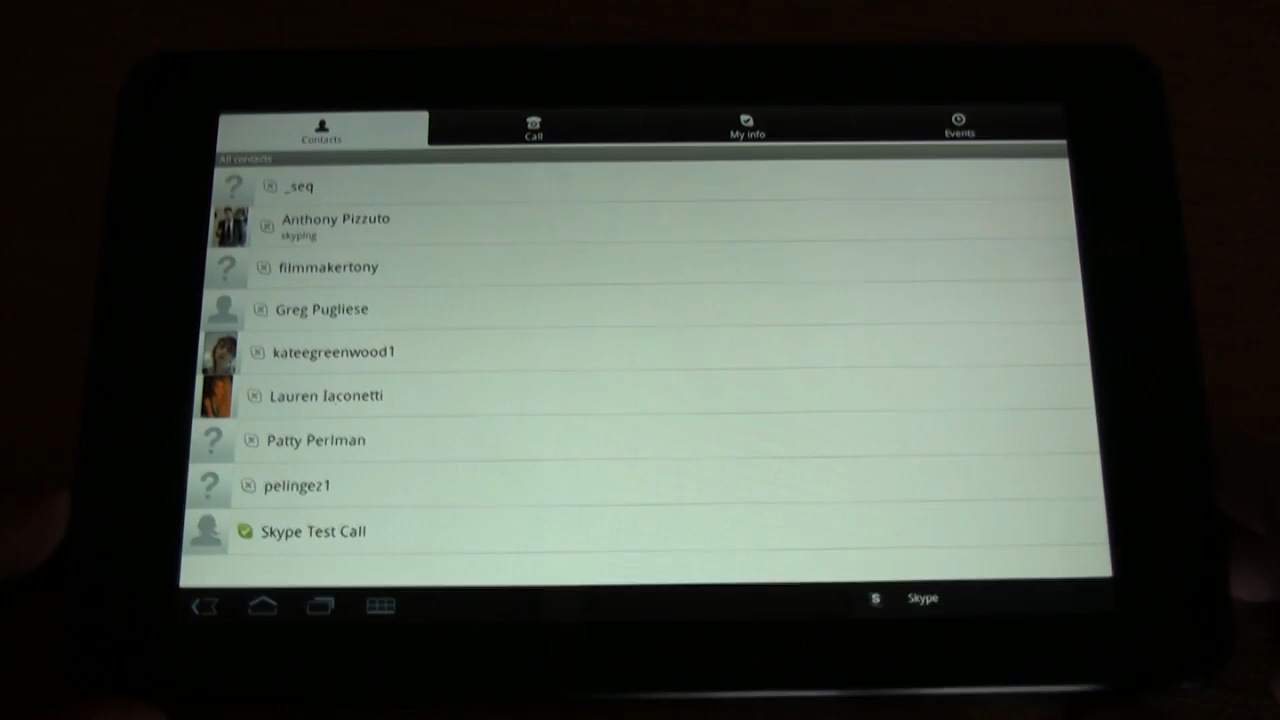 Contacts
Call
My info
Events
All contacts
_seq
Anthony Pizzuto
skyping
filmmakertony
Greg Pugliese
kateegreenwood1
Lauren Iaconetti
Patty Perlman
pelingez1
Skype Test Call
S Skype